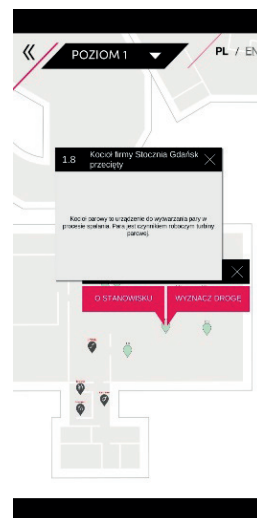 POZIOM 1
PL / EN
1.8 Kocioł firmy Stocznia Gdańsk
przecięty
Kocioł parowy to urządzenie do wytwarzania pary w
procesie spalania. Para jest czynnikiem roboczym turbiny
parowej.
O STANOWISKU
WYZNACZ DROGĘ